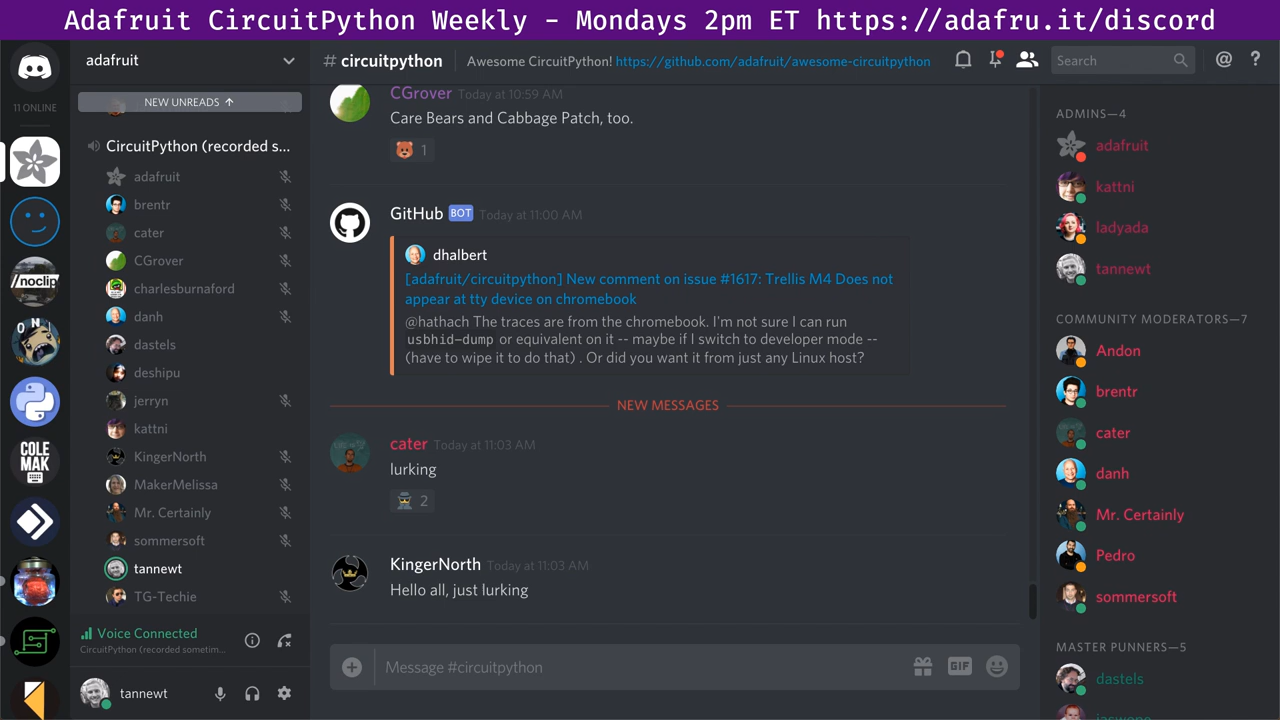 Adafruit CircuitPython Weekly - Mondays 2pm ET https://adafru.it/discord
11 ONLINE
//noclip
COLE
MAK
adafruit
NEW UNREADS ↑
CircuitPython (recorded s...
adafruit
brentr
cater
CGrover
charlesburnaford
danh
dastels
deshipu
jerryn
kattni
KingerNorth
MakerMelissa
Mr. Certainly
sommersoft
tannewt
TG-Techie
Voice Connected
CircuitPython (recorded sometim...
tannewt
# circuitpython
Awesome CircuitPython! https://github.com/adafruit/awesome-circuitpython
Search
@ ?
CGrover Today at 10:59 AM
Care Bears and Cabbage Patch, too.
1
GitHub BOT Today at 11:00 AM
dhalbert
[adafruit/circuitpython] New comment on issue #1617: Trellis M4 Does not
appear at tty device on chromebook
@hathach The traces are from the chromebook. I'm not sure I can run
usbhid-dump or equivalent on it -- maybe if I switch to developer mode --
(have to wipe it to do that) . Or did you want it from just any Linux host?
NEW MESSAGES
cater Today at 11:03 AM
lurking
2
KingerNorth Today at 11:03 AM
Hello all, just lurking
Message #circuitpython
GIF
ADMINS—4
adafruit
kattni
ladyada
tannewt
COMMUNITY MODERATORS—7
Andon
brentr
cater
danh
Mr. Certainly
Pedro
sommersoft
MASTER PUNNERS—5
dastels